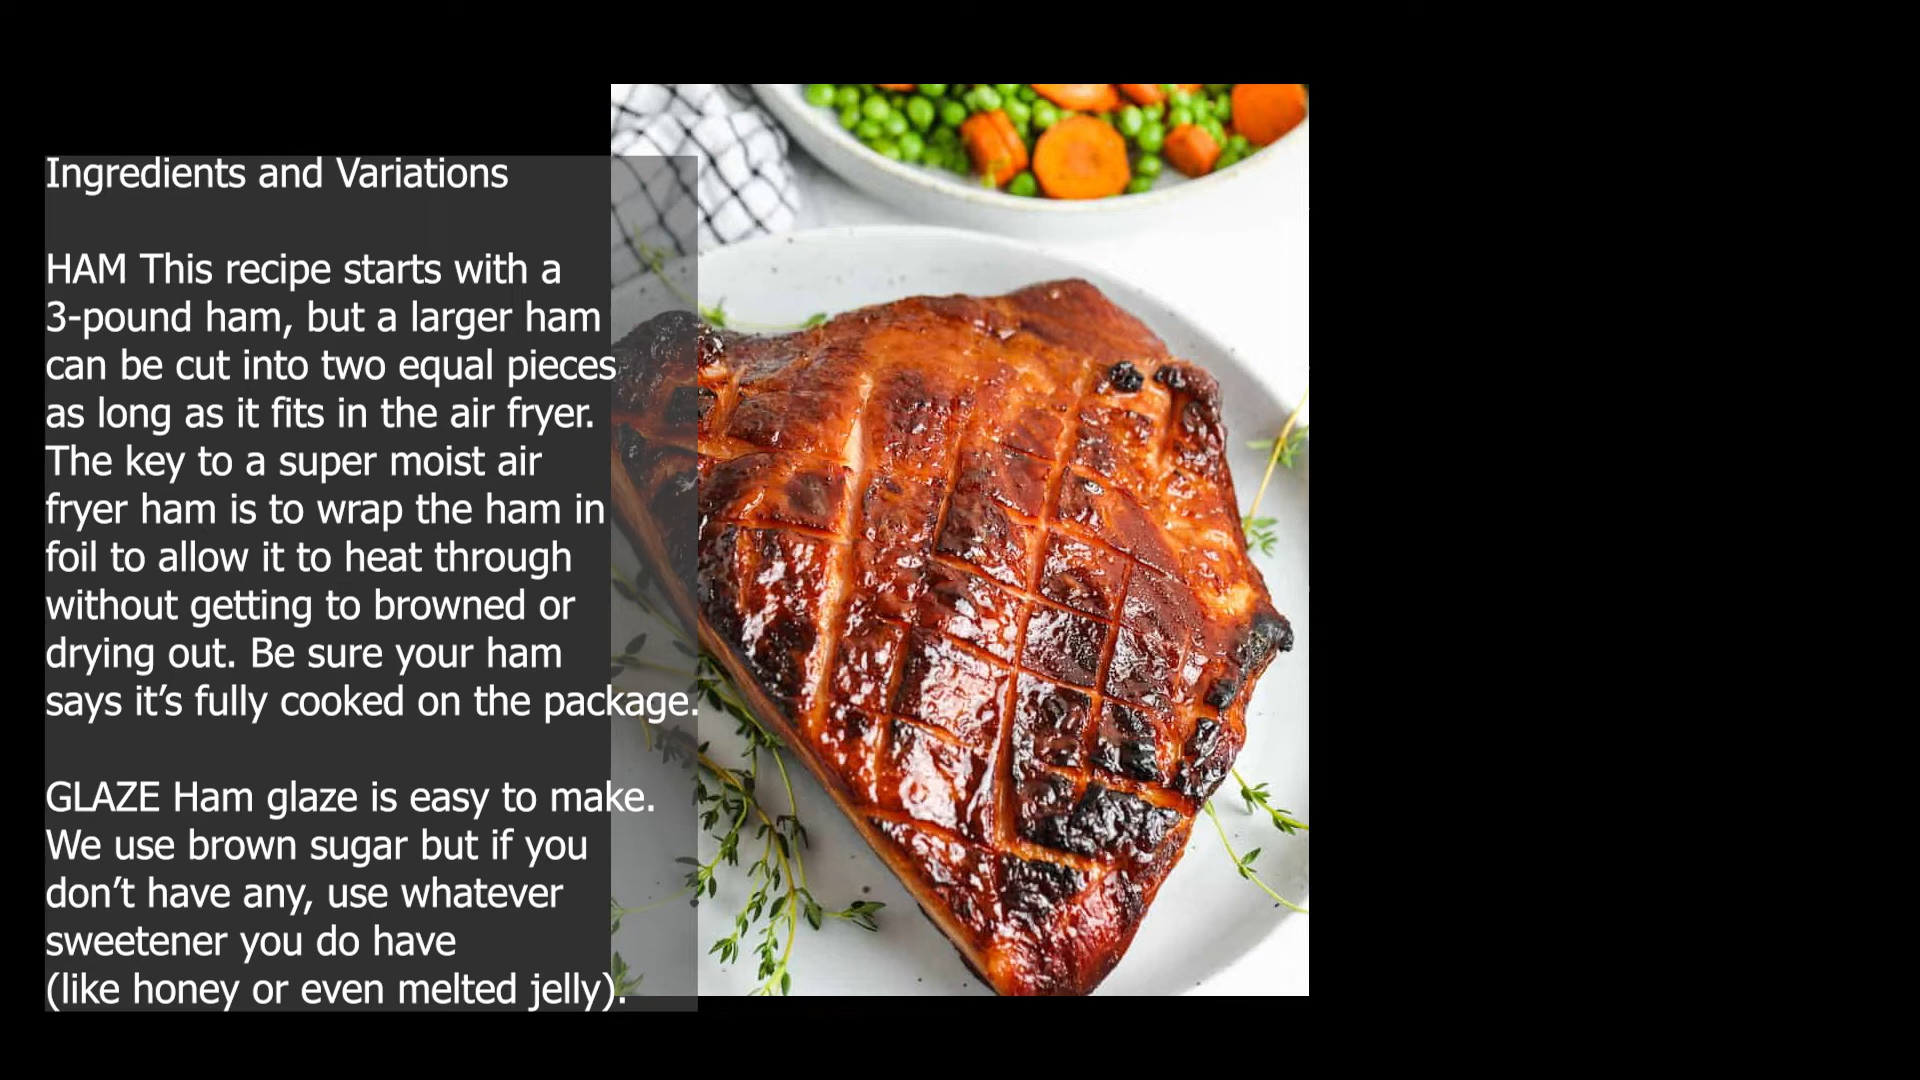 Ingredients and Variations
HAM This recipe starts with a
3-pound ham, but a larger ham
can be cut into two equal pieces
as long as it fits in the air fryer.
The key to a super moist air
fryer ham is to wrap the ham in
foil to allow it to heat through
without getting to browned or
drying out. Be sure your ham
says it’s fully cooked on the package.
GLAZE Ham glaze is easy to make.
We use brown sugar but if you
don’t have any, use whatever
sweetener you do have
(like honey or even melted jelly).